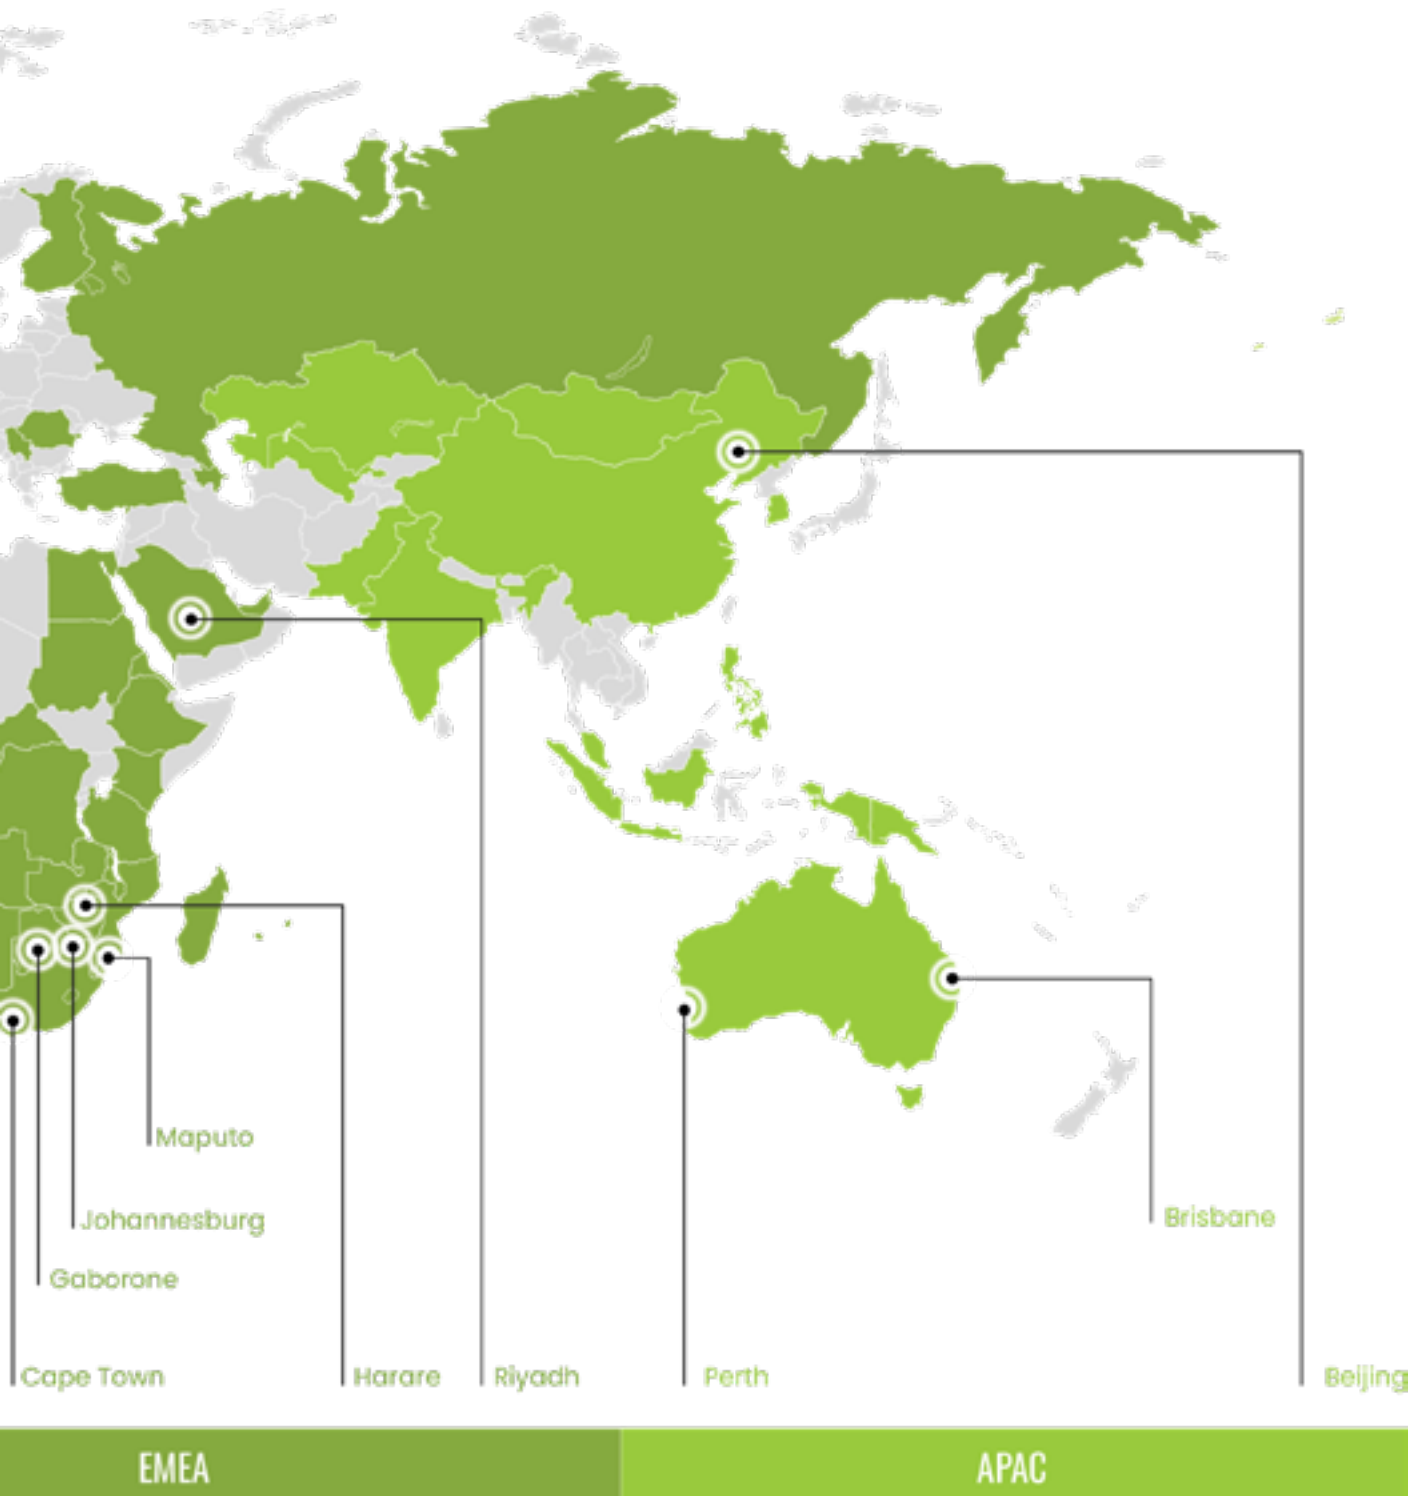 Maputo
Johannesburg
Brisbane
Gaborone
Cape Town
Harare
Riyadh
Perth
Beijing
EMEA
APAC